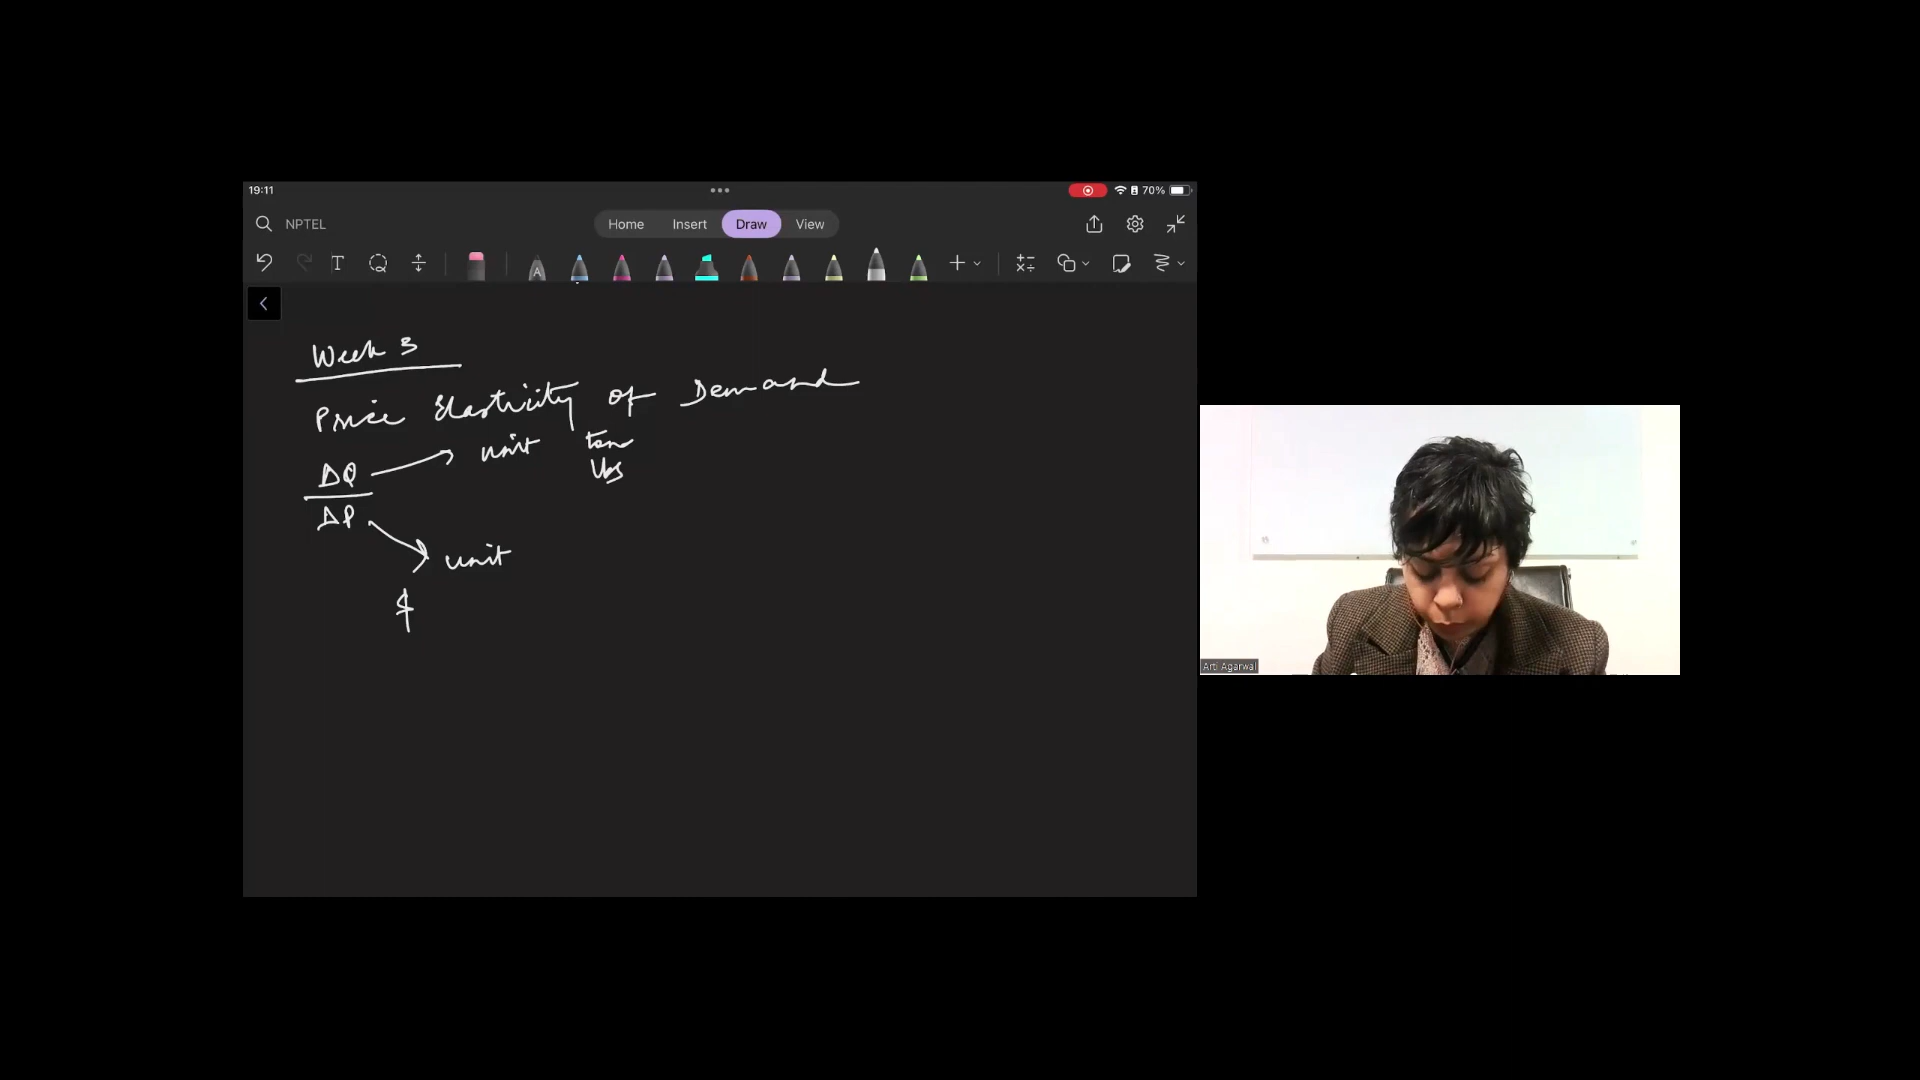 19:11
70%
NPTEL
Home Insert Draw View
A
Week 3
Price Elasticity of Demand
ΔQ → unit ton
lbs
ΔP → unit
$
Arti Agarwal